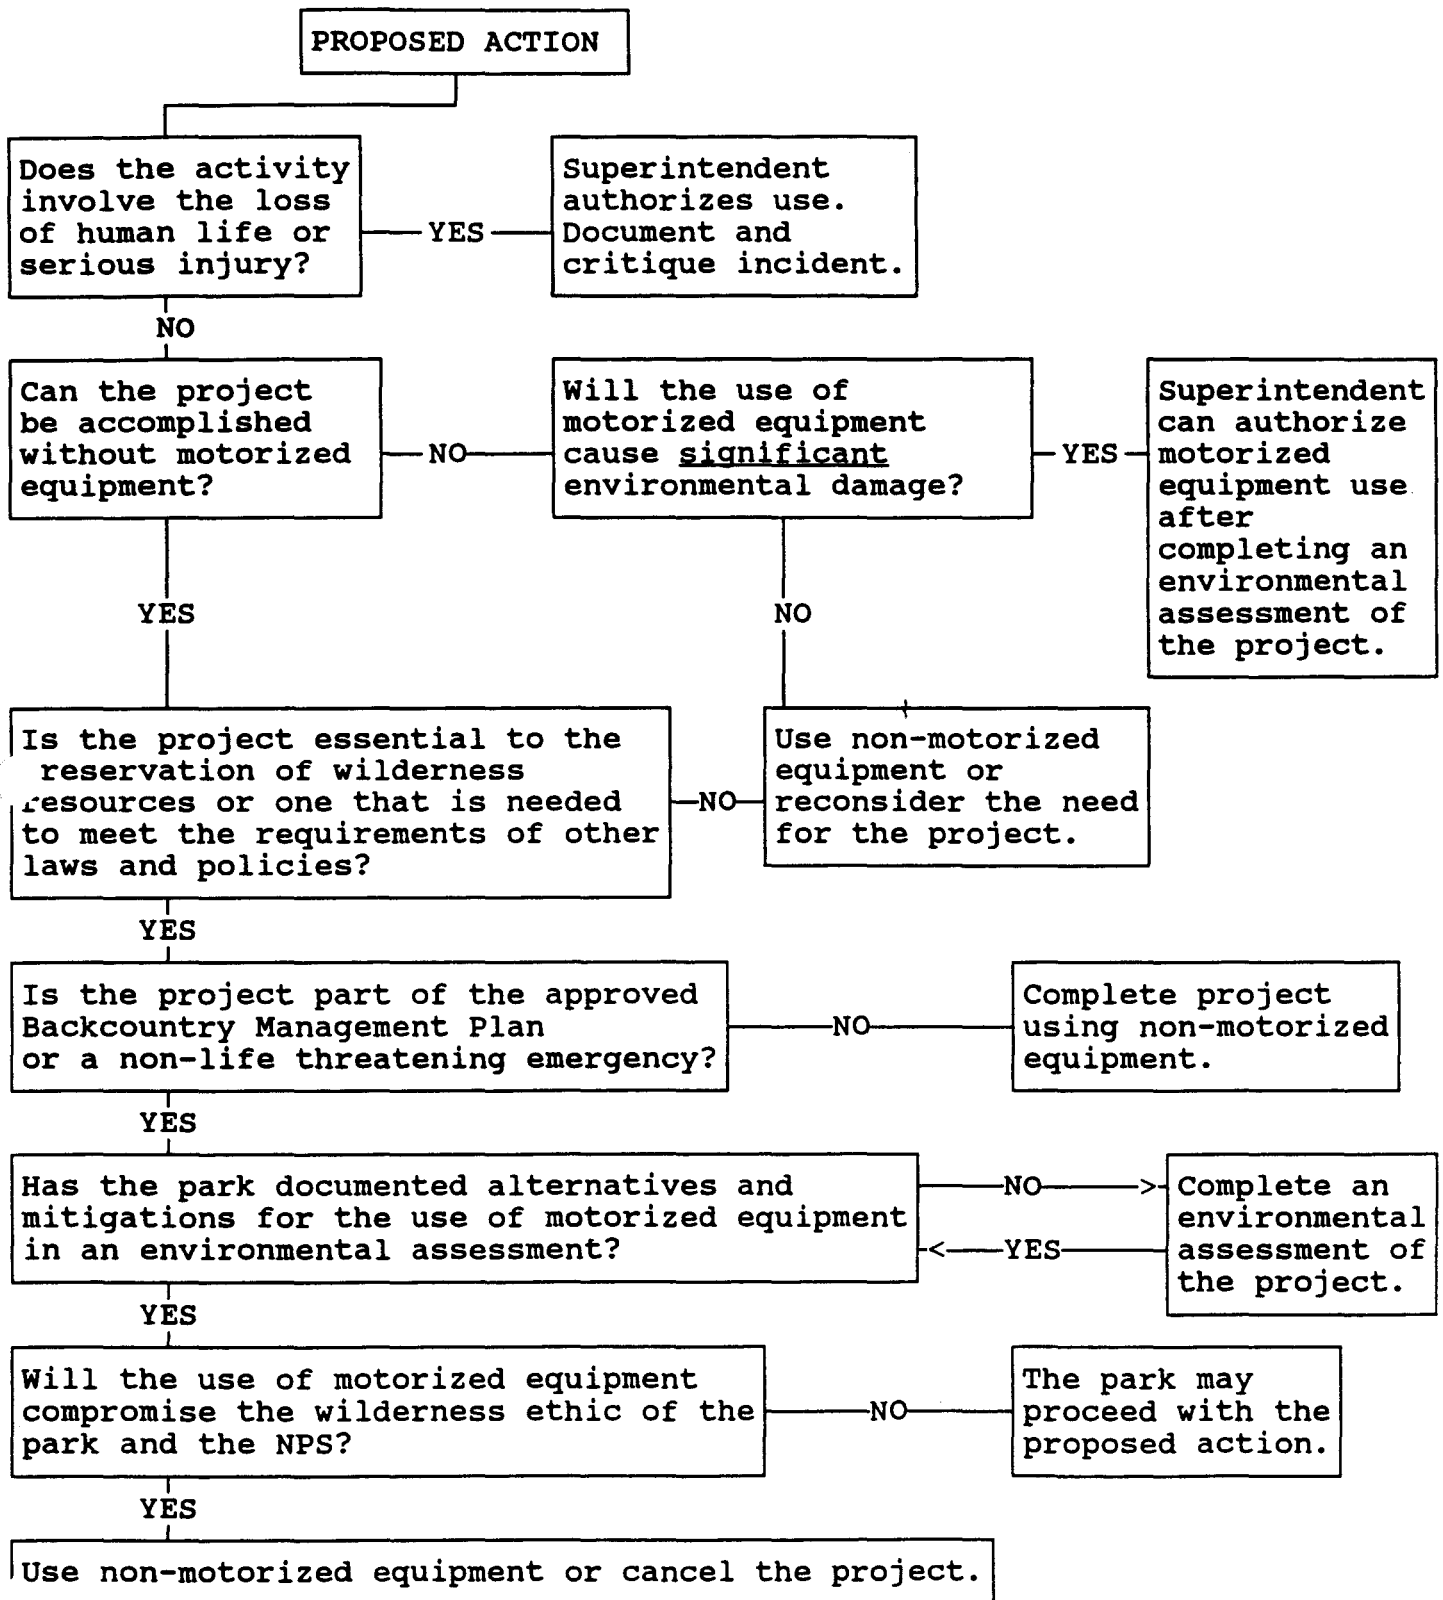 PROPOSED ACTION
Does the activity
involve the loss
of human life or
serious injury?
YES
Superintendent
authorizes use.
Document and
critique incident.
NO
Can the project
be accomplished
without motorized
equipment?
NO
Will the use of
motorized equipment
cause significant
environmental damage?
YES
Superintendent
can authorize
motorized
equipment use
after
completing an
environmental
assessment of
the project.
YES
NO
Is the project essential to the
reservation of wilderness
resources or one that is needed
to meet the requirements of other
laws and policies?
NO
Use non-motorized
equipment or
reconsider the need
for the project.
YES
Is the project part of the approved
Backcountry Management Plan
or a non-life threatening emergency?
NO
Complete project
using non-motorized
equipment.
YES
Has the park documented alternatives and
mitigations for the use of motorized equipment
in an environmental assessment?
NO >
< YES
Complete an
environmental
assessment of
the project.
YES
Will the use of motorized equipment
compromise the wilderness ethic of the
park and the NPS?
NO
The park may
proceed with the
proposed action.
YES
Use non-motorized equipment or cancel the project.